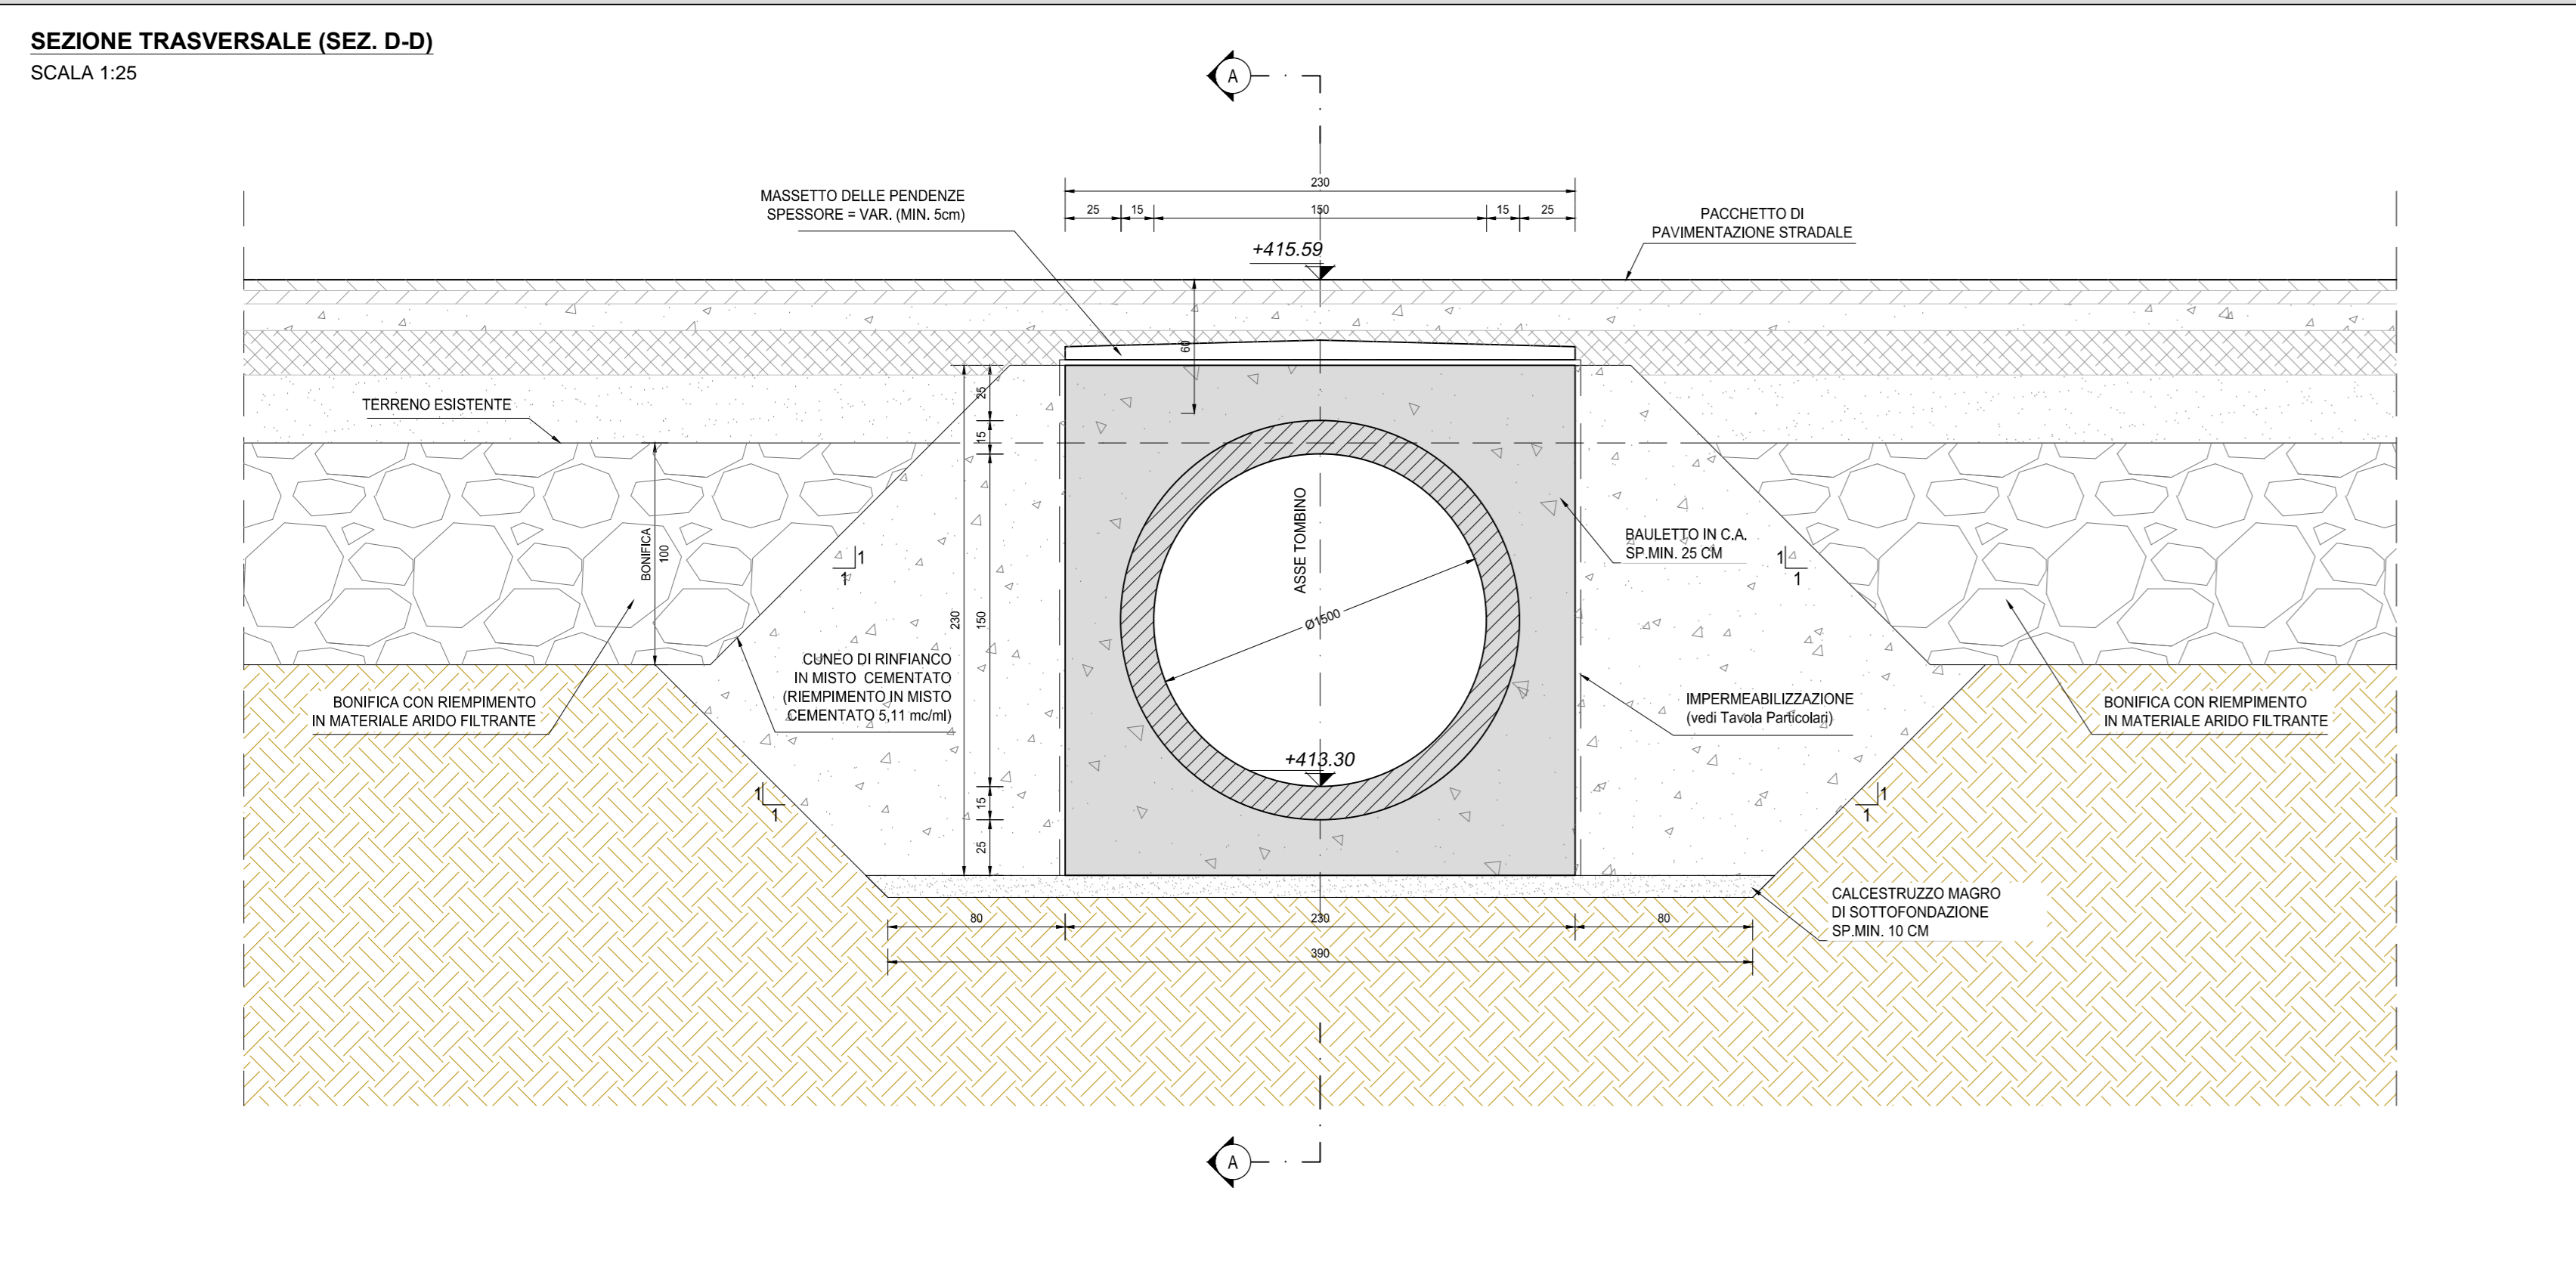 SEZIONE TRASVERSALE (SEZ. D-D)
SCALA 1:25
A
230
25 15 150 15 25
MASSETTO DELLE PENDENZE
SPESSORE = VAR. (MIN. 5cm)
PACCHETTO DI
PAVIMENTAZIONE STRADALE
+415.59
60
TERRENO ESISTENTE
25
15
150
230
15
25
BONIFICA
100
ASSE TOMBINO
Ø1500
BAULETTO IN C.A.
SP.MIN. 25 CM
1
1
1
1
CUNEO DI RINFIANCO
IN MISTO CEMENTATO
(RIEMPIMENTO IN MISTO
CEMENTATO 5,11 mc/ml)
BONIFICA CON RIEMPIMENTO
IN MATERIALE ARIDO FILTRANTE
IMPERMEABILIZZAZIONE
(vedi Tavola Particolari)
BONIFICA CON RIEMPIMENTO
IN MATERIALE ARIDO FILTRANTE
+413.30
1
1
1
1
CALCESTRUZZO MAGRO
DI SOTTOFONDAZIONE
SP.MIN. 10 CM
80 230 80
390
A